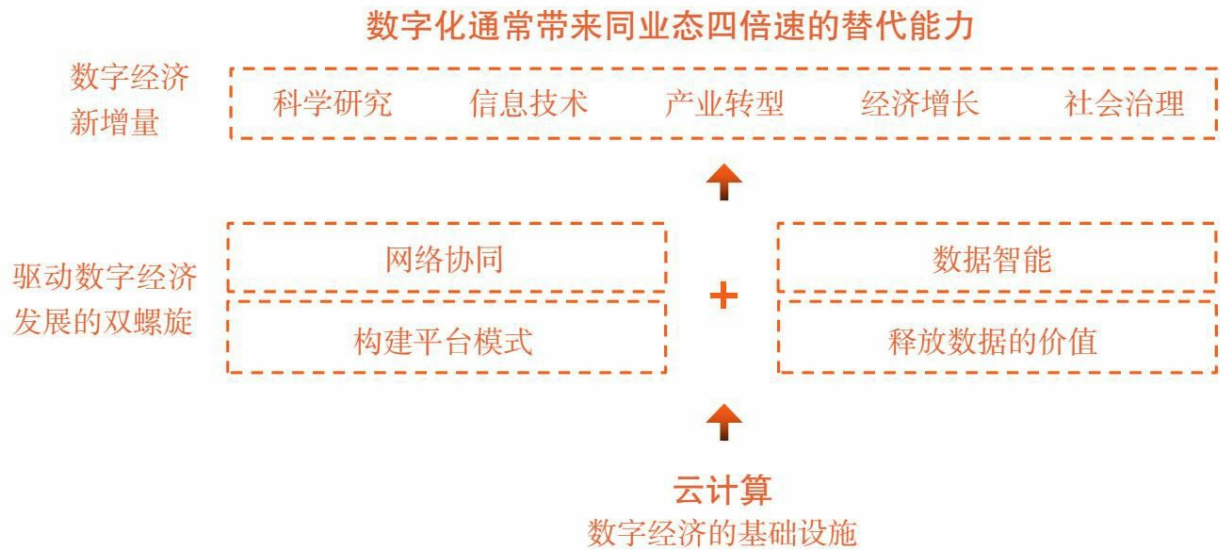 数字化通常带来同业态四倍速的替代能力
数字经济
新增量
科学研究 信息技术 产业转型 经济增长 社会治理
驱动数字经济
发展的双螺旋
网络协同
构建平台模式
+
数据智能
释放数据的价值
云计算
数字经济的基础设施